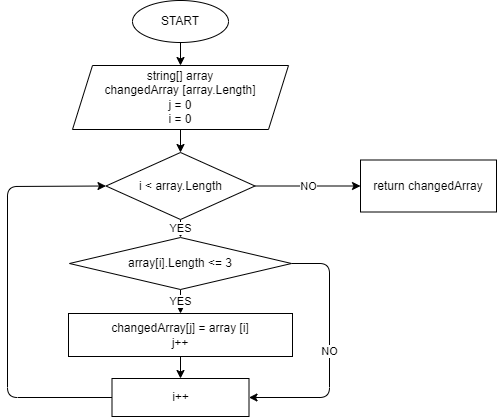 START
string[] array
changedArray [array.Length]
j = 0
i = 0
i < array.Length
NO
return changedArray
YES
array[i].Length <= 3
YES
changedArray[j] = array [i]
j++
NO
i++